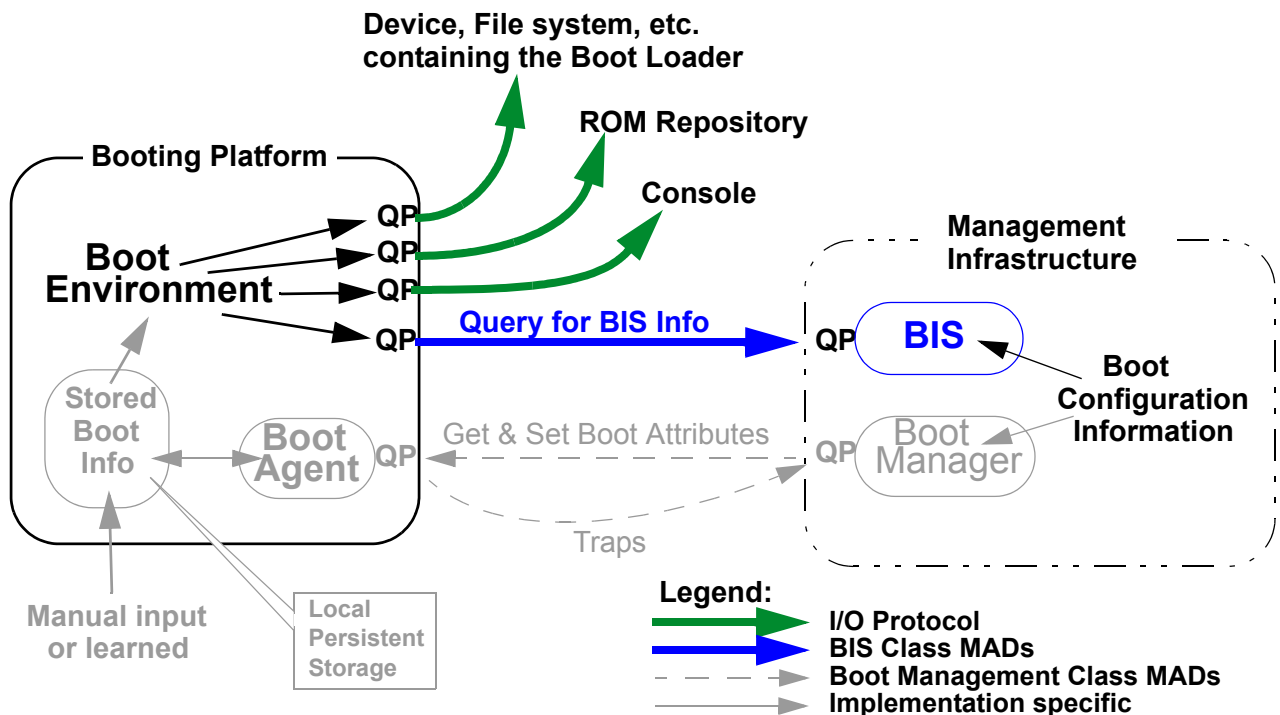 Device, File system, etc.
containing the Boot Loader
ROM Repository
Console
Booting Platform
QP
QP
QP
QP
Boot
Environment
Query for BIS Info
Management
Infrastructure
QP
BIS
Boot
Configuration
Information
Stored
Boot
Info
Boot
Agent
QP
Get & Set Boot Attributes
Traps
QP
Boot
Manager
Manual input
or learned
Local
Persistent
Storage
Legend:
I/O Protocol
BIS Class MADs
Boot Management Class MADs
Implementation specific